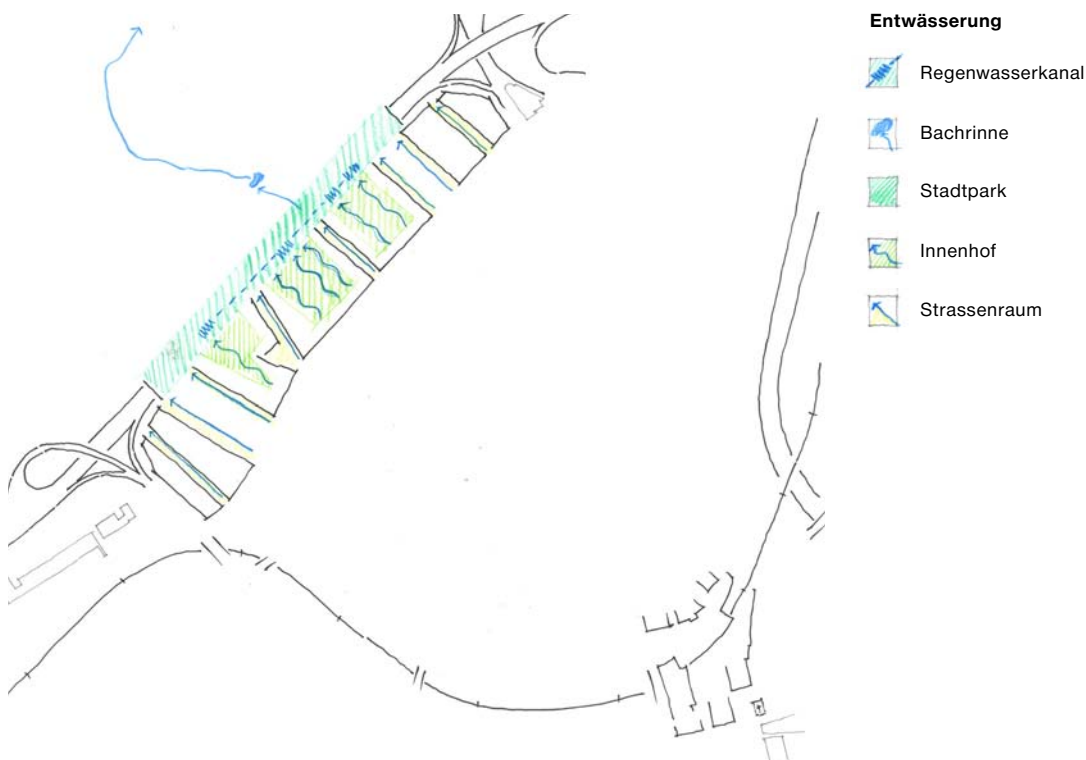 Entwässerung
Regenwasserkanal
Bachrinne
Stadtpark
Innenhof
Strassenraum